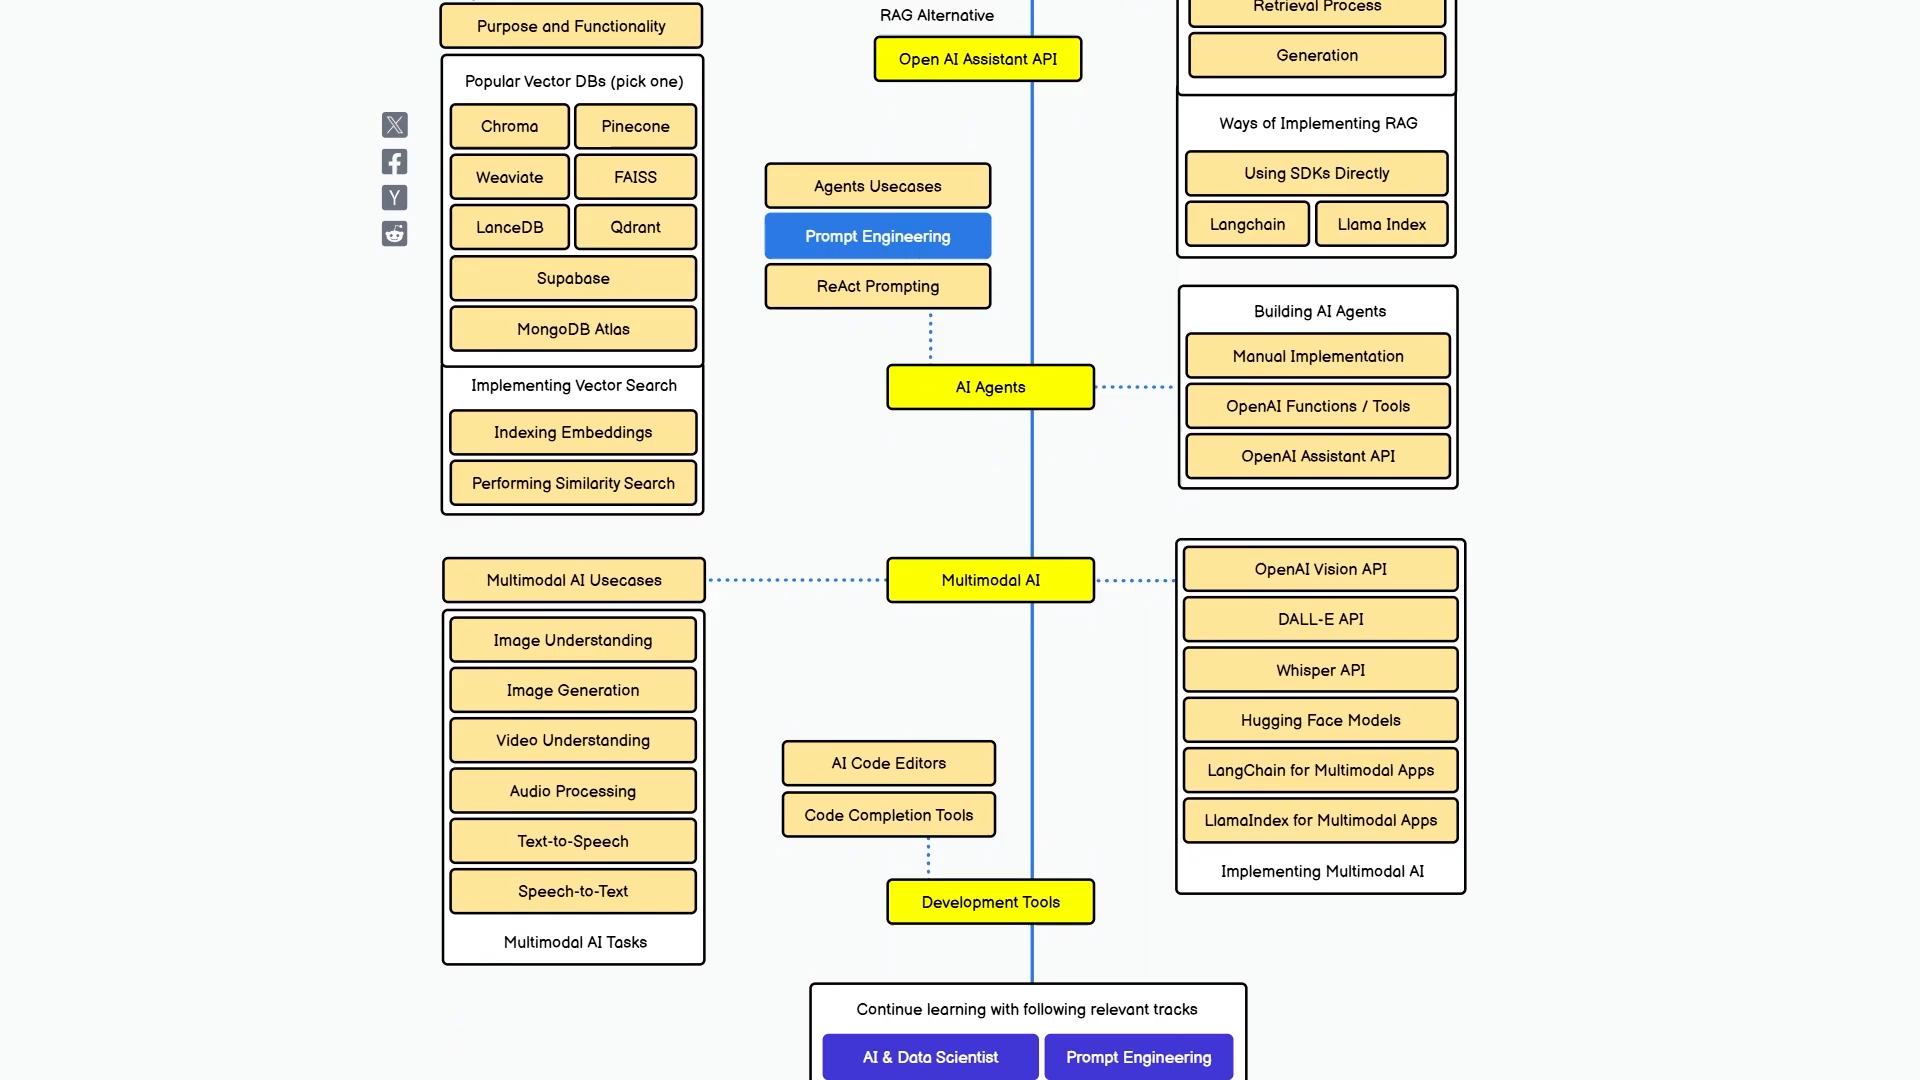 Purpose and Functionality
Popular Vector DBs (pick one)
Chroma
Pinecone
Weaviate
FAISS
LanceDB
Qdrant
Supabase
MongoDB Atlas
Implementing Vector Search
Indexing Embeddings
Performing Similarity Search
RAG Alternative
Open AI Assistant API
Retrieval Process
Generation
Ways of Implementing RAG
Using SDKs Directly
Langchain
Llama Index
Agents Usecases
Prompt Engineering
ReAct Prompting
AI Agents
Building AI Agents
Manual Implementation
OpenAI Functions / Tools
OpenAI Assistant API
Multimodal AI Usecases
Multimodal AI
Image Understanding
Image Generation
Video Understanding
Audio Processing
Text-to-Speech
Speech-to-Text
Multimodal AI Tasks
OpenAI Vision API
DALL-E API
Whisper API
Hugging Face Models
LangChain for Multimodal Apps
LlamaIndex for Multimodal Apps
Implementing Multimodal AI
AI Code Editors
Code Completion Tools
Development Tools
Continue learning with following relevant tracks
AI & Data Scientist
Prompt Engineering